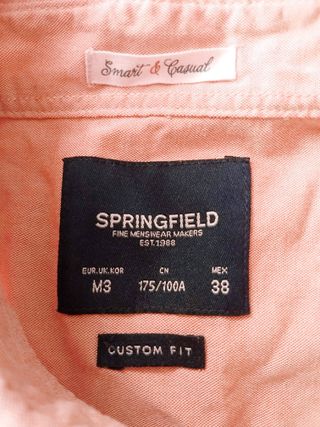 Smart & Casual
SPRINGFIELD
FINE MENSWEAR MAKERS
EST.1988
EUR.UK.KOR CN MEX
M3 175/100A 38
CUSTOM FIT